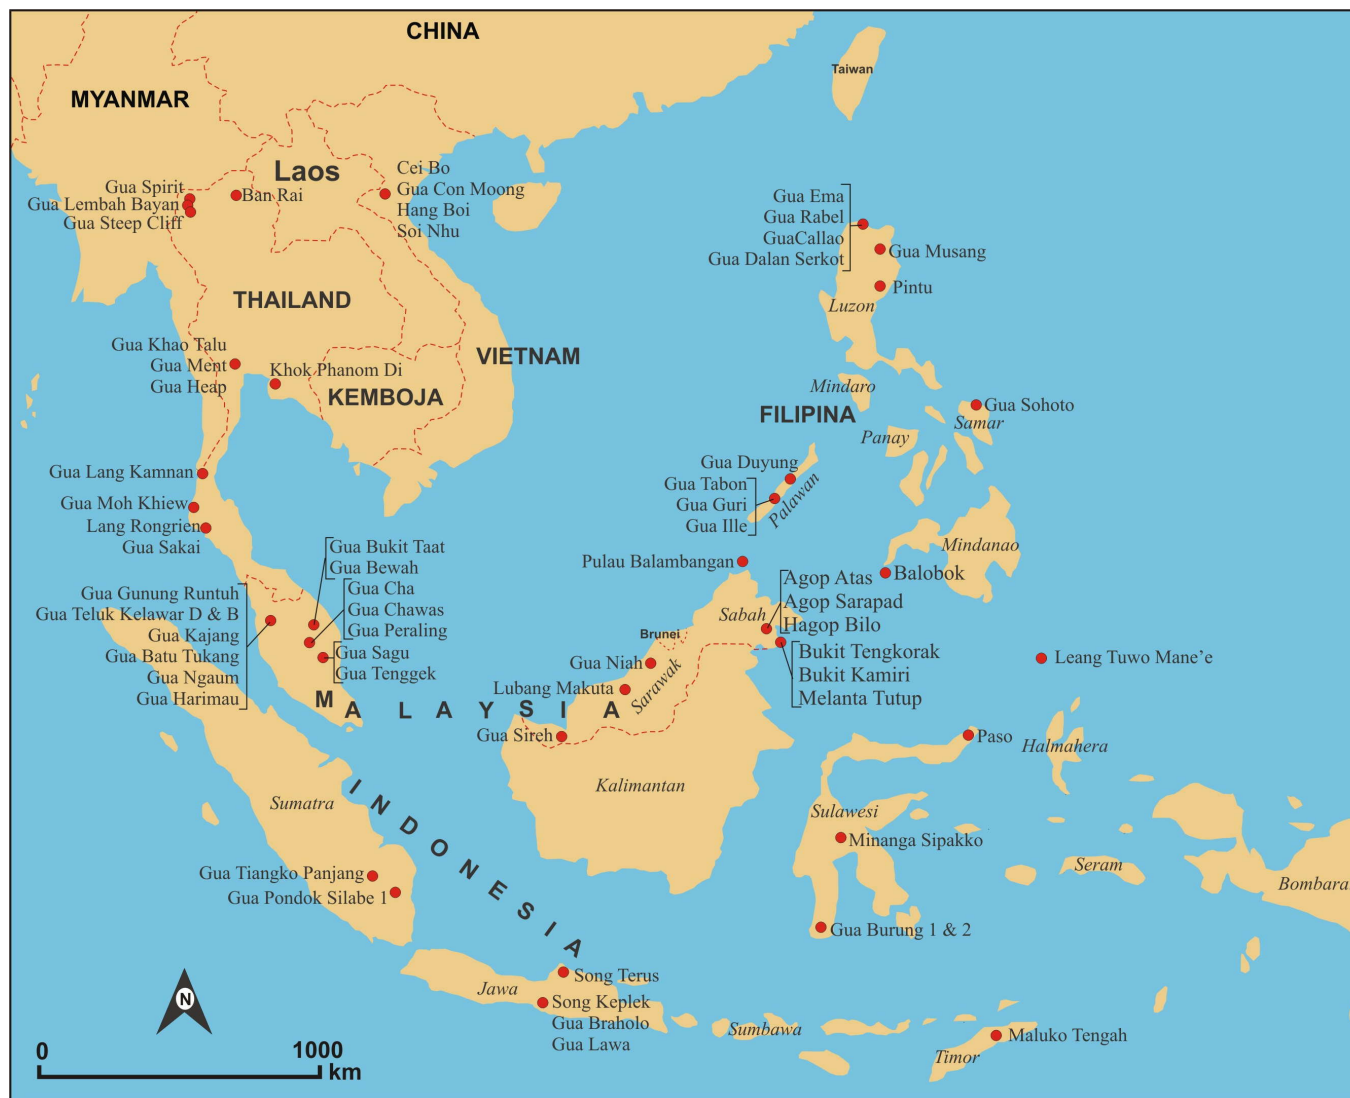 CHINA
Taiwan
MYANMAR
Laos
Cei Bo
Gua Con Moong
Hang Boi
Soi Nhu
Gua Spirit
Gua Lembah Bayan
Gua Steep Cliff
Ban Rai
Gua Ema
Gua Rabel
GuaCallao
Gua Dalan Serkot
Gua Musang
Pintu
Luzon
THAILAND
VIETNAM
Gua Khao Talu
Gua Ment
Gua Heap
Khok Phanom Di
KEMBOJA
Mindaro
FILIPINA
Gua Sohoto
Samar
Panay
Gua Lang Kamnan
Gua Moh Khiew
Lang Rongrien
Gua Sakai
Gua Duyung
Gua Tabon
Gua Guri
Gua Ille
Palawan
Mindanao
Gua Bukit Taat
Gua Bewah
Gua Cha
Gua Chawas
Gua Peraling
Gua Sagu
Gua Tenggek
Gua Gunung Runtuh
Gua Teluk Kelawar D & B
Gua Kajang
Gua Batu Tukang
Gua Ngaum
Gua Harimau
Pulau Balambangan
Balobok
Agop Atas
Agop Sarapad
Hagop Bilo
Sabah
Brunei
Bukit Tengkorak
Bukit Kamiri
Melanta Tutup
Gua Niah
Lubang Makuta
Sarawak
Leang Tuwo Mane’e
MALAYSIA
Gua Sireh
Paso
Halmahera
Kalimantan
Sumatra
INDONESIA
Sulawesi
Minanga Sipakko
Seram
Bombara
Gua Tiangko Panjang
Gua Pondok Silabe 1
Gua Burung 1 & 2
Song Terus
Jawa
Song Keplek
Gua Braholo
Gua Lawa
Sumbawa
Maluko Tengah
Timor
N
0 1000
km